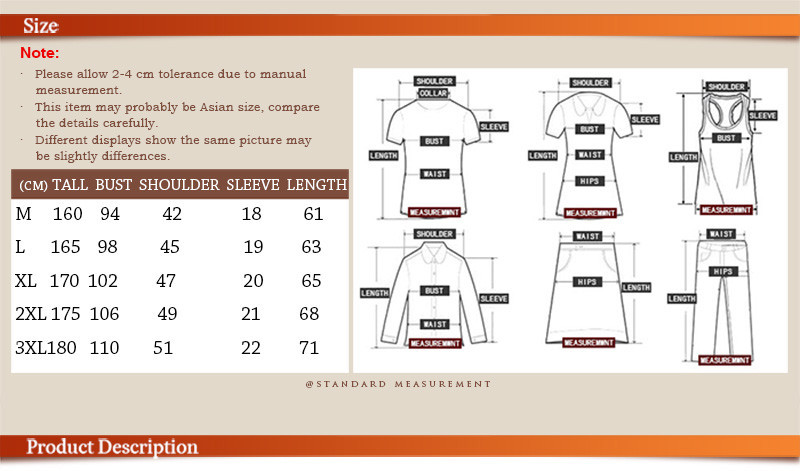 Size
Note:
· Please allow 2-4 cm tolerance due to manual
measurement.
· This item may probably be Asian size, compare
the details carefully.
Different displays show the same picture may
be slightly differences.
(CM) TALL BUST SHOULDER SLEEVE LENGTH
M 160 94 42 18 61
L 165 98 45 19 63
XL 170 102 47 20 65
2XL 175 106 49 21 68
3XL 180 110 51 22 71
SHOULDER
COLLAR
SLEEVE
BUST
LENGTH
WAIST
MEASUREMWNT
SHOULDER
SLEEVE
BUST
LENGTH
WAIST
HIPS
MEASUREMWNT
SHOULDER
SLEEVE
BUST
LENGTH
MEASUREMWNT
SHOULDER
SLEEVE
BUST
LENGTH
WAIST
MEASUREMWNT
WAIST
HIPS
LENGTH
MEASUREMWNT
WAIST
HIPS
LENGTH
MEASUREMWNT
@STANDARD MEASUREMENT
Product Description